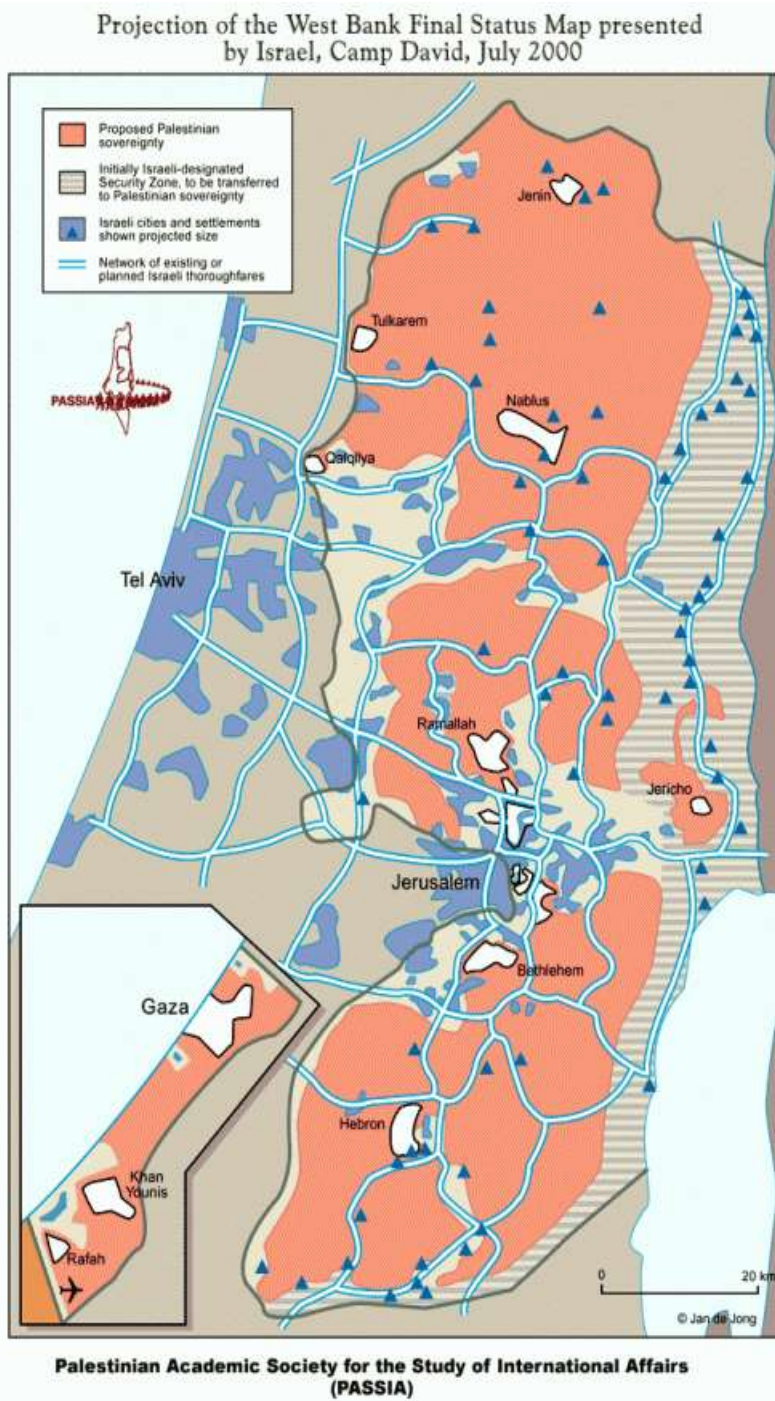 Projection of the West Bank Final Status Map presented
by Israel, Camp David, July 2000
Proposed Palestinian
sovereignty
Initially Israeli-designated
Security Zone, to be transferred
to Palestinian sovereignty
Israeli cities and settlements
shown projected size
Network of existing or
planned Israeli thoroughfares
Jenin
Tulkarem
PASSIA
Nablus
Qalqilya
Tel Aviv
Ramallah
Jericho
Jerusalem
Bethlehem
Gaza
Hebron
Khan
Younis
Rafah
0 20 km
© Jan de Jong
Palestinian Academic Society for the Study of International Affairs
(PASSIA)